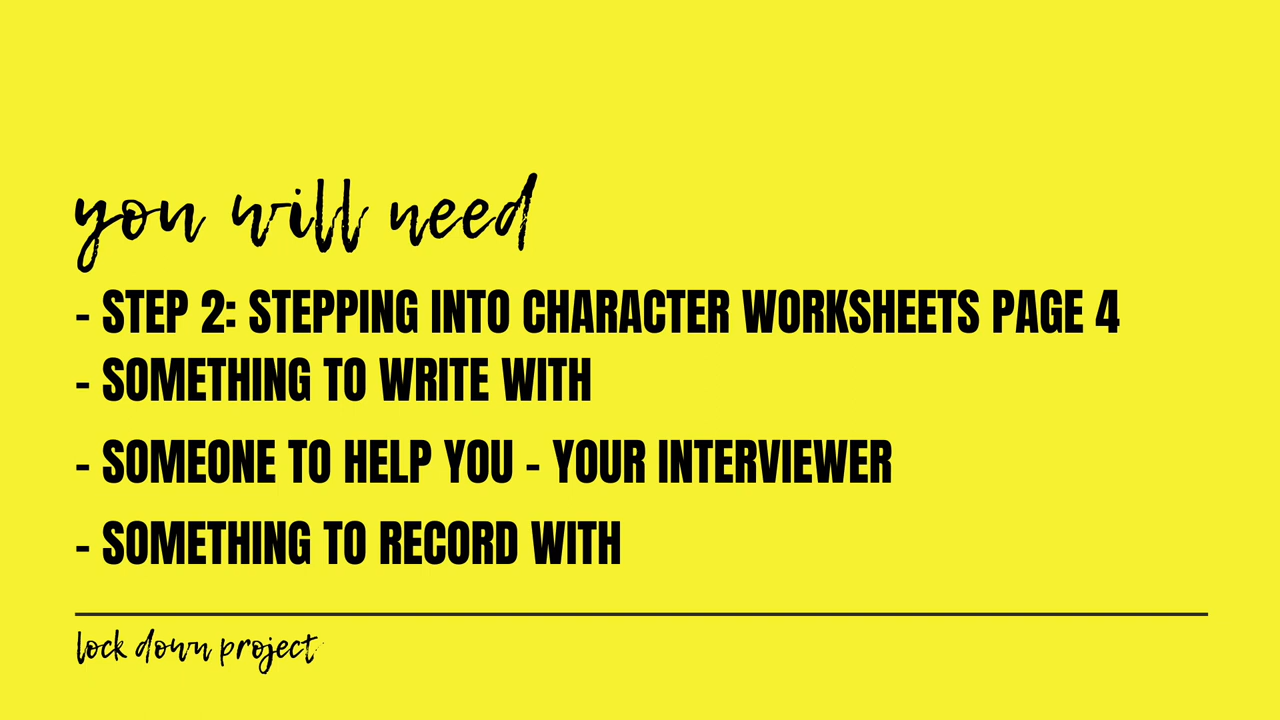 you will need
- STEP 2: STEPPING INTO CHARACTER WORKSHEETS PAGE 4
- SOMETHING TO WRITE WITH
- SOMEONE TO HELP YOU - YOUR INTERVIEWER
- SOMETHING TO RECORD WITH
lock down project